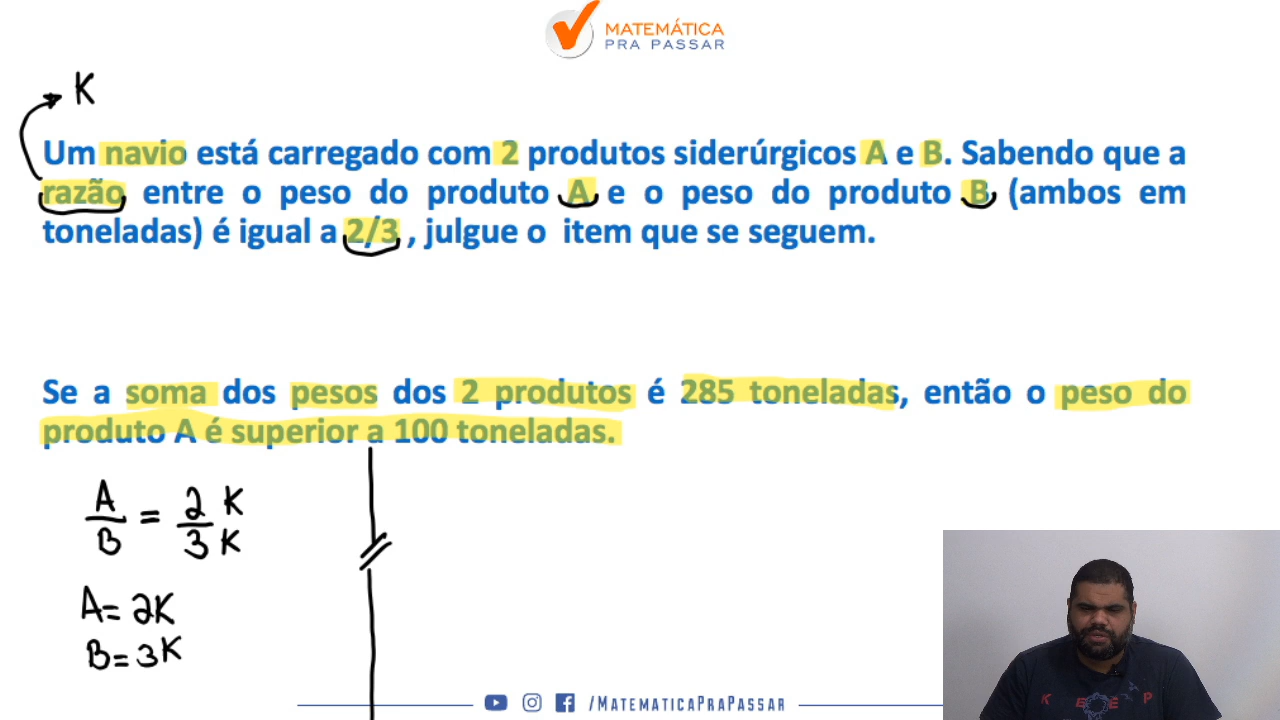 MATEMÁTICA
PRA PASSAR
K
Um navio está carregado com 2 produtos siderúrgicos A e B. Sabendo que a
razão entre o peso do produto A e o peso do produto B (ambos em
toneladas) é igual a 2/3 , julgue o item que se seguem.
Se a soma dos pesos dos 2 produtos é 285 toneladas, então o peso do
produto A é superior a 100 toneladas.
A/B = 2K/3K
A = 2K
B = 3K
K E E P
/MATEMATICAPRAPASSAR